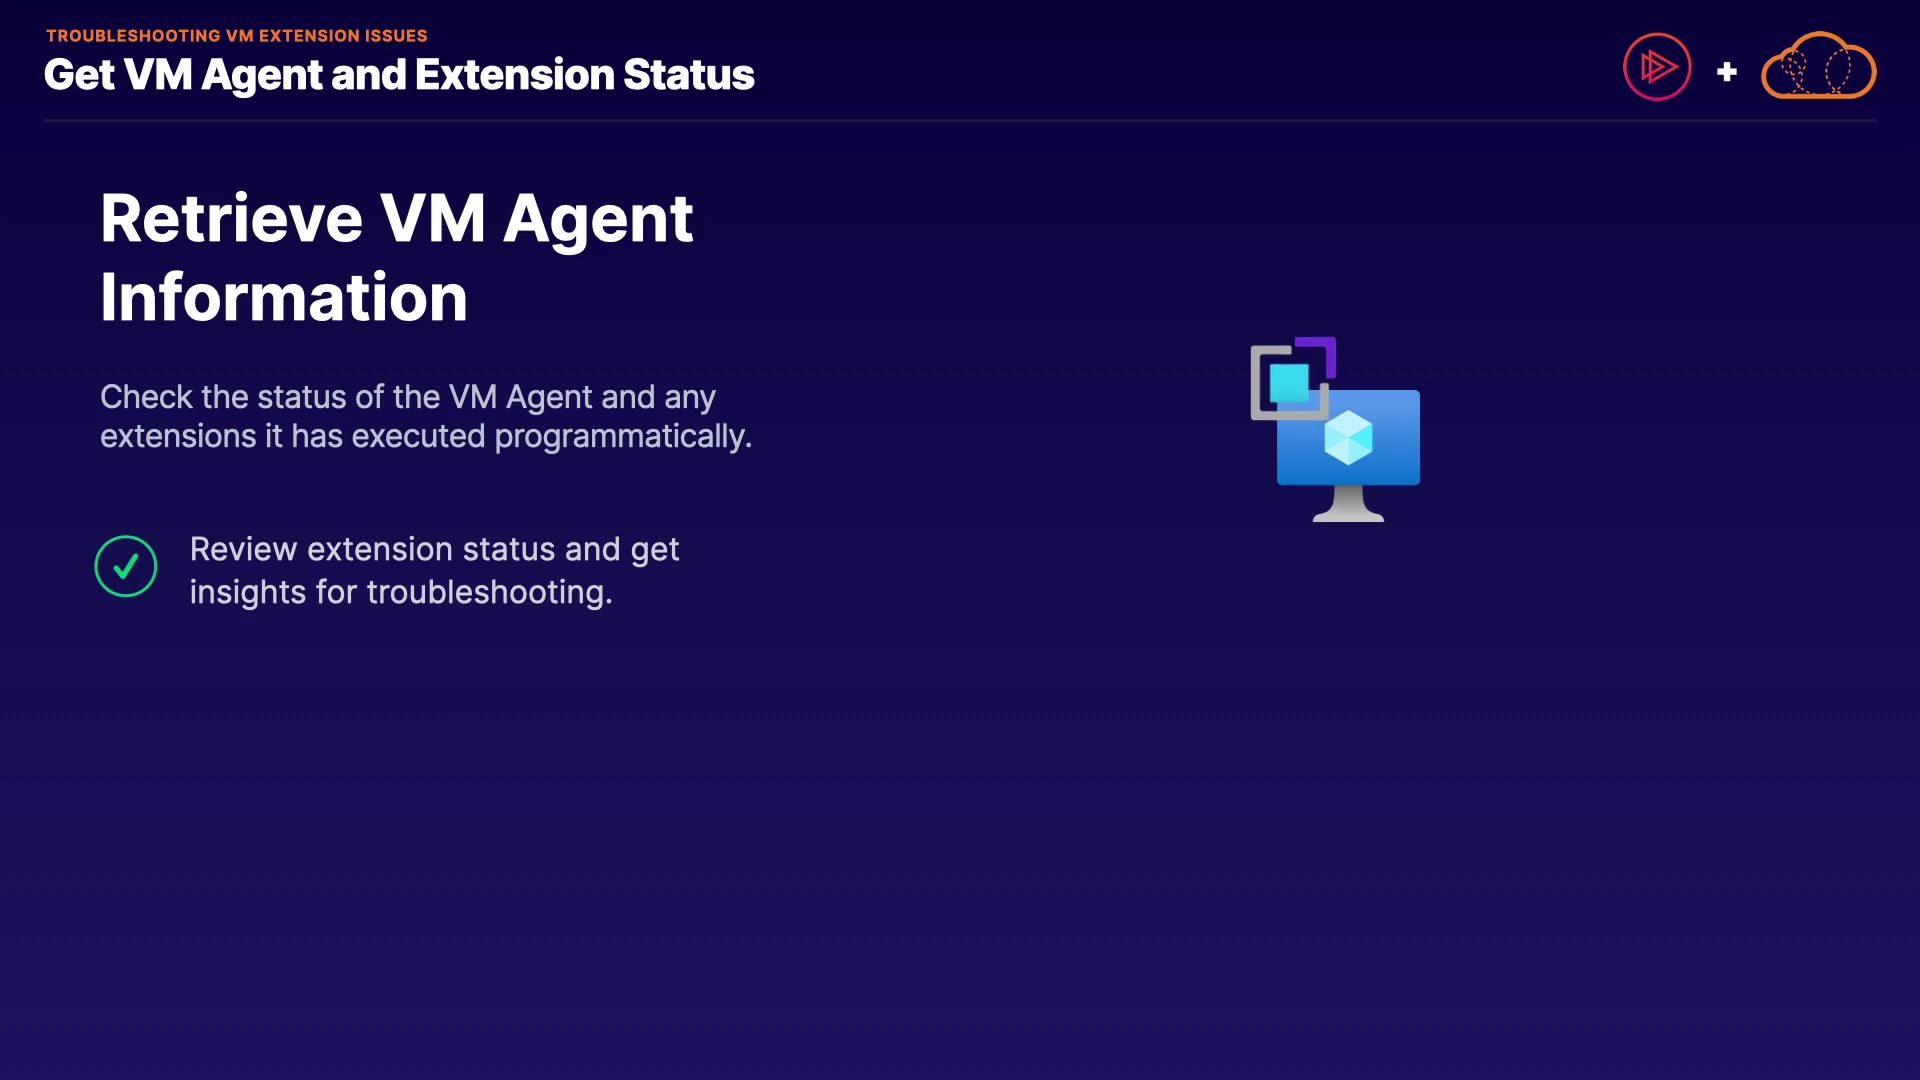 TROUBLESHOOTING VM EXTENSION ISSUES
Get VM Agent and Extension Status
Retrieve VM Agent
Information
Check the status of the VM Agent and any
extensions it has executed programmatically.
Review extension status and get
insights for troubleshooting.